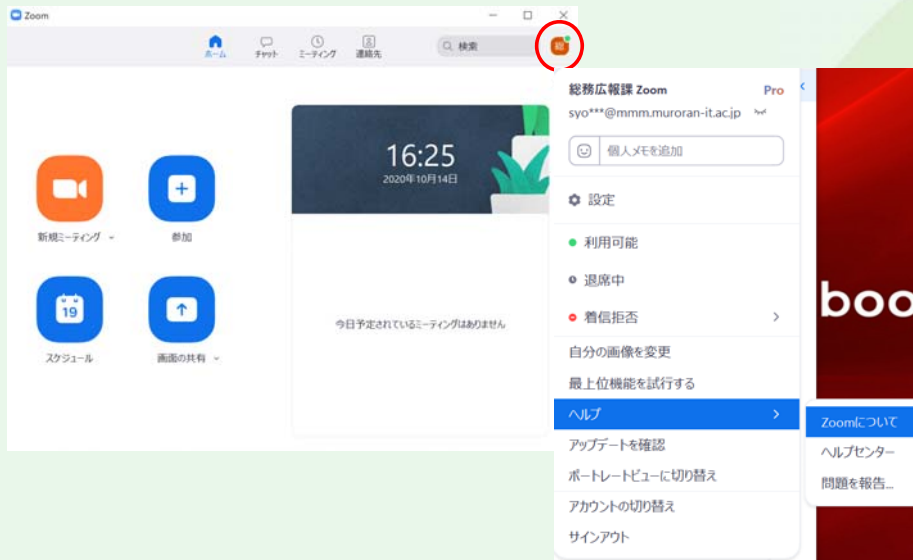 Zoom
ホーム
チャット
ミーティング
連絡先
検索
総
16:25
2020年10月14日
新規ミーティング
参加
19
スケジュール
画面の共有
今日予定されているミーティングはありません
総務広報課 Zoom Pro
syo***@mmm.muroran-it.ac.jp
個人メモを追加
設定
利用可能
退席中
着信拒否
自分の画像を変更
最上位機能を試行する
ヘルプ
アップデートを確認
ポートレートビューに切り替え
アカウントの切り替え
サインアウト
Zoomについて
ヘルプセンター
問題を報告...
boo